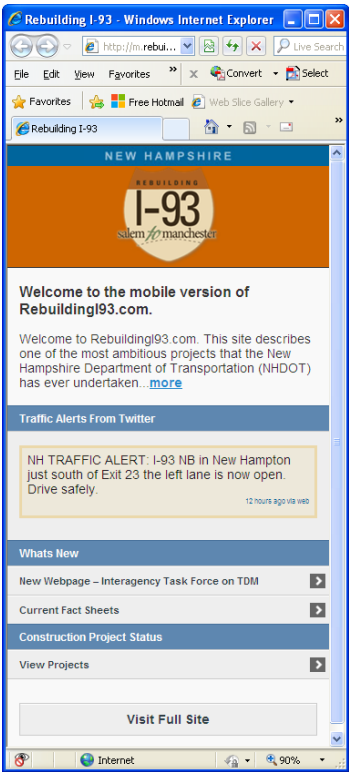 Rebuilding I-93 - Windows Internet Explorer
http://m.rebui...
Live Search
File Edit View Favorites » x Convert Select
Favorites Free Hotmail Web Slice Gallery
Rebuilding I-93 »
NEW HAMPSHIRE
REBUILDING
I-93
salem to manchester
Welcome to the mobile version of
RebuildingI93.com.
Welcome to RebuildingI93.com. This site describes
one of the most ambitious projects that the New
Hampshire Department of Transportation (NHDOT)
has ever undertaken...more
Traffic Alerts From Twitter
NH TRAFFIC ALERT: I-93 NB in New Hampton
just south of Exit 23 the left lane is now open.
Drive safely.
12 hours ago via web
Whats New
New Webpage – Interagency Task Force on TDM
Current Fact Sheets
Construction Project Status
View Projects
Visit Full Site
Internet 90%